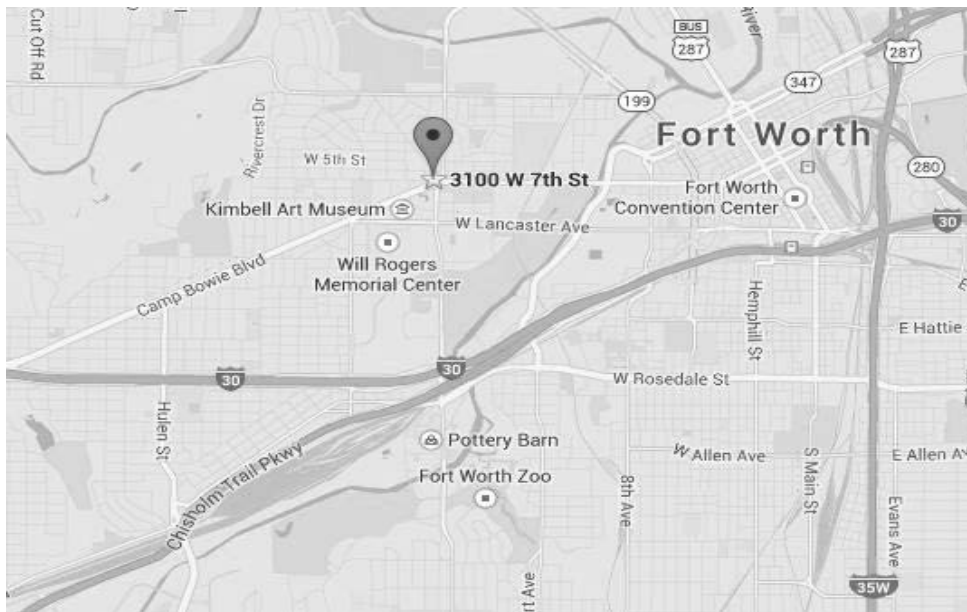 Cut Off Rd
BUS
287
River
287
347
199
Fort Worth
Rivercrest Dr
W 5th St
3100 W 7th St
280
Fort Worth
Convention Center
Kimbell Art Museum
W Lancaster Ave
30
Will Rogers
Memorial Center
Camp Bowie Blvd
Hemphill St
E Hattie
30
30
W Rosedale St
Hulen St
Pottery Barn
W Allen Ave
E Allen Av
Chisholm Trail Pkwy
Fort Worth Zoo
8th Ave
S Main St
Evans Ave
rt Ave
35W